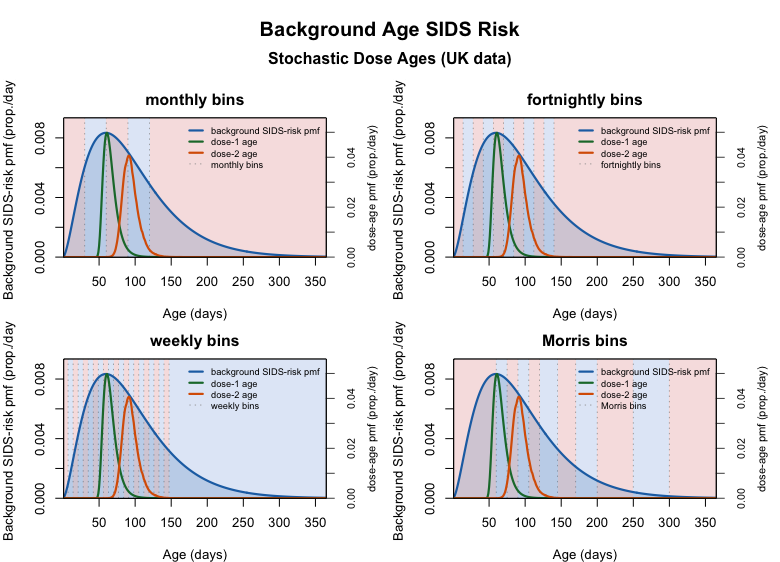 Background Age SIDS Risk
Stochastic Dose Ages (UK data)
monthly bins
Background SIDS-risk pmf (prop./day
0.000
0.004
0.008
background SIDS-risk pmf
dose-1 age
dose-2 age
monthly bins
0.00
0.02
0.04
dose-age pmf (prop./day)
50 100 150 200 250 300 350
Age (days)
fortnightly bins
Background SIDS-risk pmf (prop./day
0.000
0.004
0.008
background SIDS-risk pmf
dose-1 age
dose-2 age
fortnightly bins
0.00
0.02
0.04
dose-age pmf (prop./day)
50 100 150 200 250 300 350
Age (days)
weekly bins
Background SIDS-risk pmf (prop./day
0.000
0.004
0.008
background SIDS-risk pmf
dose-1 age
dose-2 age
weekly bins
0.00
0.02
0.04
dose-age pmf (prop./day)
50 100 150 200 250 300 350
Age (days)
Morris bins
Background SIDS-risk pmf (prop./day
0.000
0.004
0.008
background SIDS-risk pmf
dose-1 age
dose-2 age
Morris bins
0.00
0.02
0.04
dose-age pmf (prop./day)
50 100 150 200 250 300 350
Age (days)